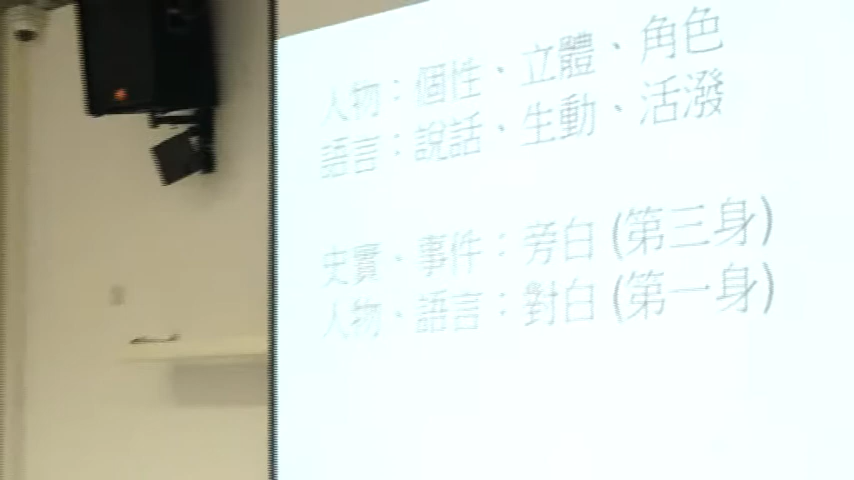 人物：個性、立體、角色
語言：說話、生動、活潑
史實、事件：旁白 (第三身)
人物、語言：對白 (第一身)